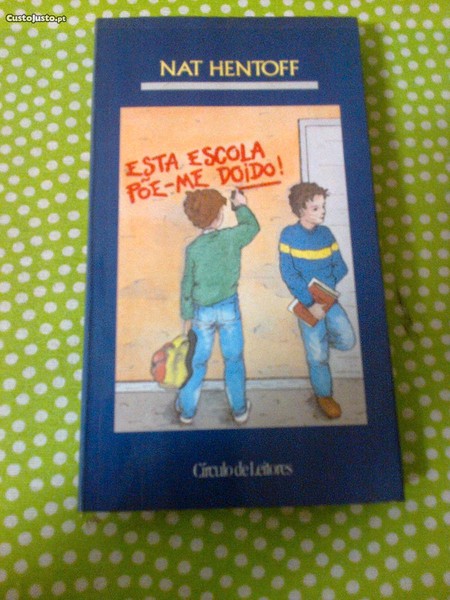 CustoJusto.pt
NAT HENTOFF
ESTA ESCOLA
PÕE-ME DOIDO!
Círculo de Leitores